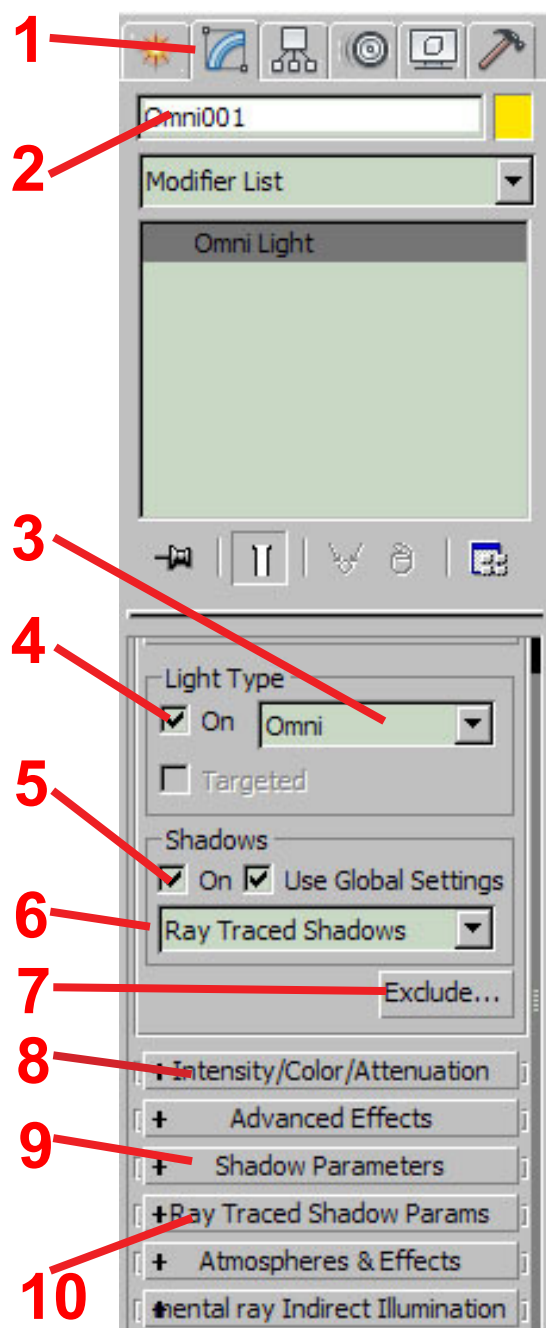 1
Omni001
2
Modifier List
Omni Light
3
4
Light Type
On
Omni
5
Targeted
Shadows
On
Use Global Settings
6
Ray Traced Shadows
7
Exclude...
8
+ Intensity/Color/Attenuation
+ Advanced Effects
9
+ Shadow Parameters
+ Ray Traced Shadow Params
10
+ Atmospheres & Effects
+ mental ray Indirect Illumination